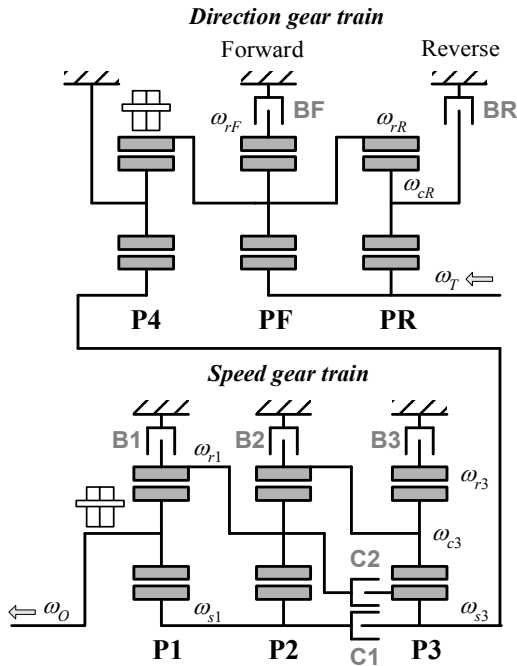 Direction gear train
Forward
Reverse
BF
BR
ω_rF
ω_rR
ω_cR
ω_T
P4
PF
PR
Speed gear train
B1
B2
B3
ω_r1
ω_r3
ω_c3
C2
ω_O
ω_s1
ω_s3
P1
P2
C1
P3